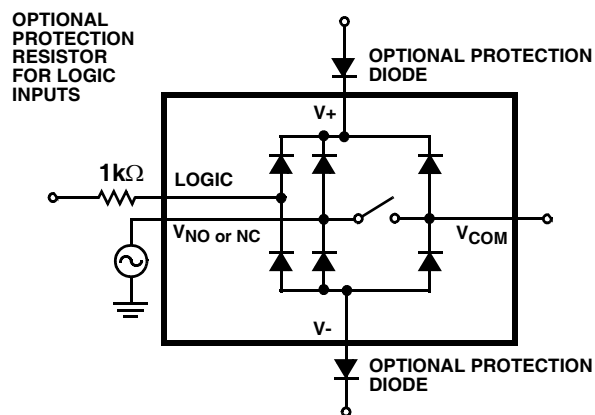 OPTIONAL
PROTECTION
RESISTOR
FOR LOGIC
INPUTS
OPTIONAL PROTECTION
DIODE
V+
1kΩ
LOGIC
VNO or NC
VCOM
V-
OPTIONAL PROTECTION
DIODE